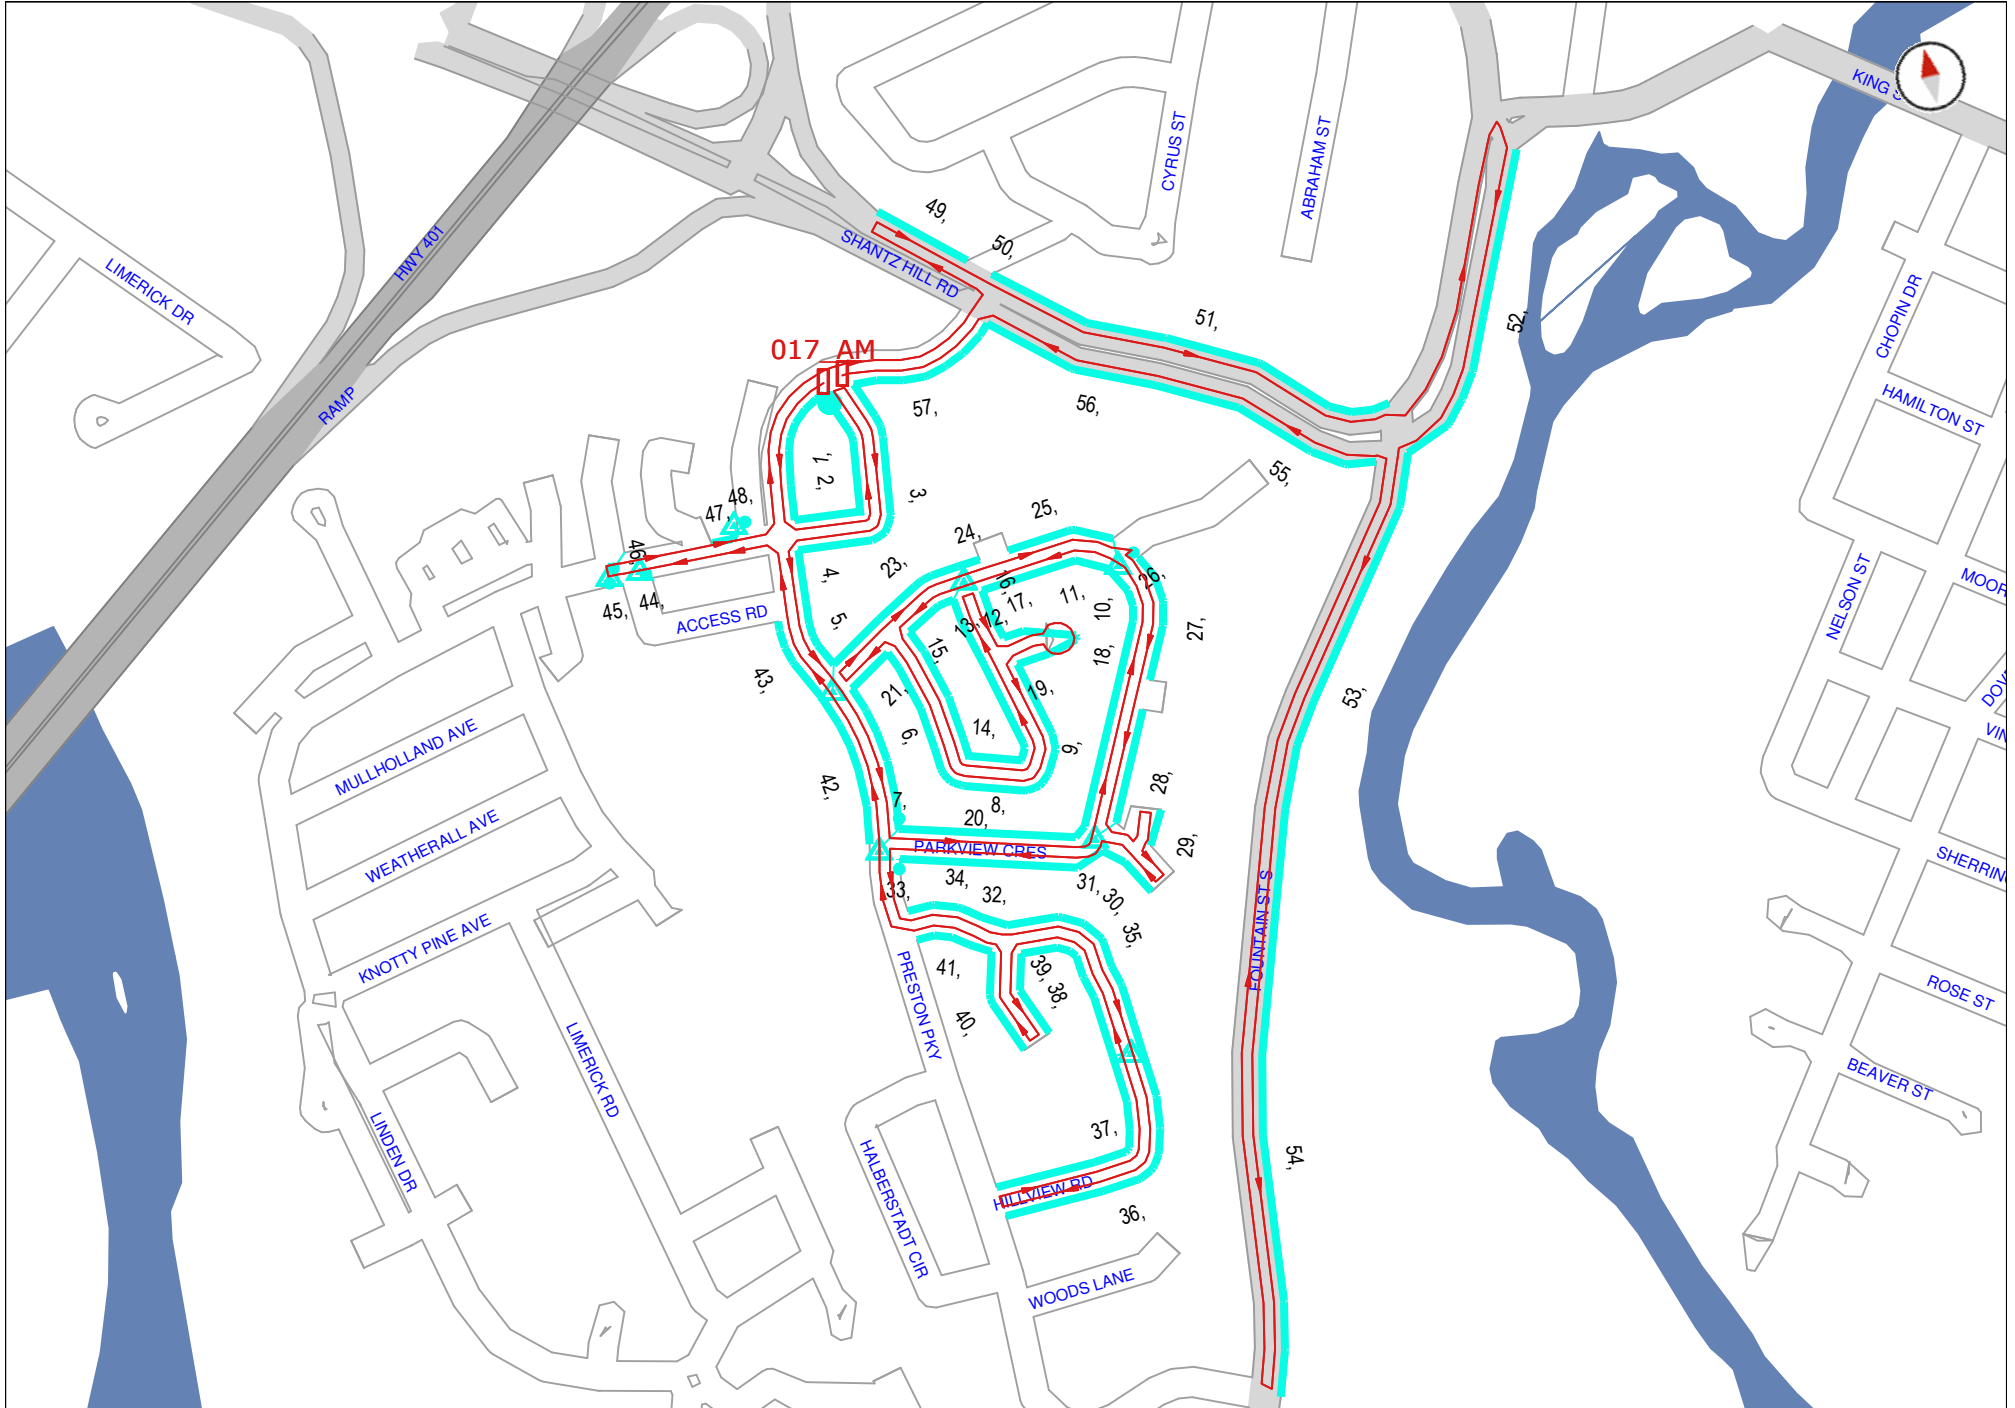 KING S
CYRUS ST
ABRAHAM ST
49,
HWY 401
50,
SHANTZ HILL RD
LIMERICK DR
CHOPIN DR
51,
52,
017 AM
RAMP
57,
56,
HAMILTON ST
1,
2,
55,
3,
47,
48,
25,
24,
46,
23,
4,
16,
26,
MOOR
45,
44,
ACCESS RD
5,
17,
11,
10,
13,
12,
27,
NELSON ST
15,
18,
43,
21,
19,
53,
DOV
6,
14,
9,
VIN
MULLHOLLAND AVE
42,
7,
8,
28,
20,
WEATHERALL AVE
PARKVIEW CRES
29,
SHERRIN
33,
34,
32,
31,
30,
FOUNTAIN ST S
KNOTTY PINE AVE
35,
41,
39,
38,
ROSE ST
PRESTON PKY
40,
LIMERICK RD
BEAVER ST
LINDEN DR
37,
54,
HALBERSTADT CIR
HILLVIEW RD
36,
WOODS LANE